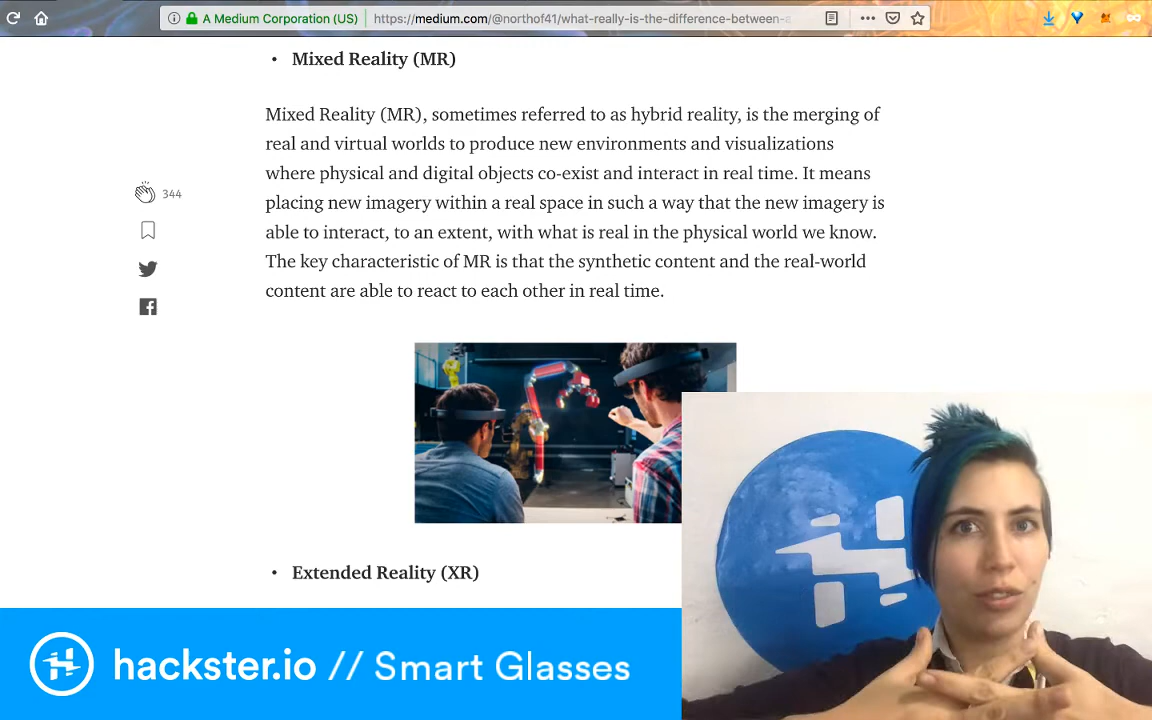 A Medium Corporation (US)
https://medium.com/@northof41/what-really-is-the-difference-between-a
• Mixed Reality (MR)
Mixed Reality (MR), sometimes referred to as hybrid reality, is the merging of
real and virtual worlds to produce new environments and visualizations
where physical and digital objects co-exist and interact in real time. It means
placing new imagery within a real space in such a way that the new imagery is
able to interact, to an extent, with what is real in the physical world we know.
The key characteristic of MR is that the synthetic content and the real-world
content are able to react to each other in real time.
344
• Extended Reality (XR)
hackster.io // Smart Glasses